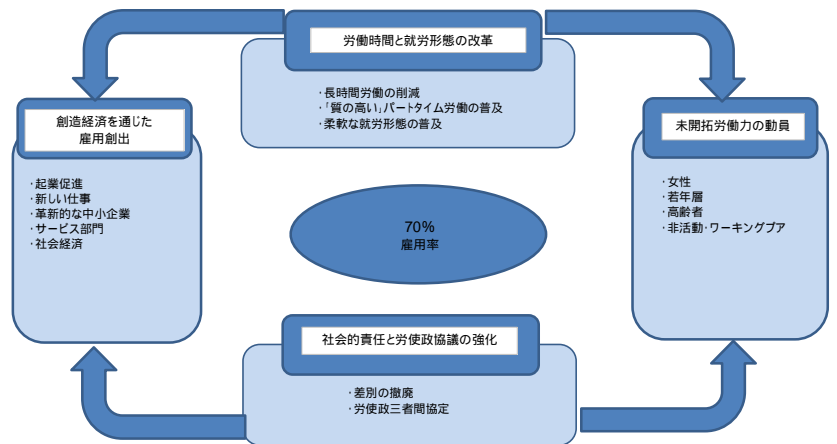 労働時間と就労形態の改革
・長時間労働の削減
・「質の高い」パートタイム労働の普及
・柔軟な就労形態の普及
創造経済を通じた
雇用創出
・起業促進
・新しい仕事
・革新的な中小企業
・サービス部門
・社会経済
未開拓労働力の動員
・女性
・若年層
・高齢者
・非活動・ワーキングプア
70%
雇用率
社会的責任と労使政協議の強化
・差別の撤廃
・労使政三者間協定